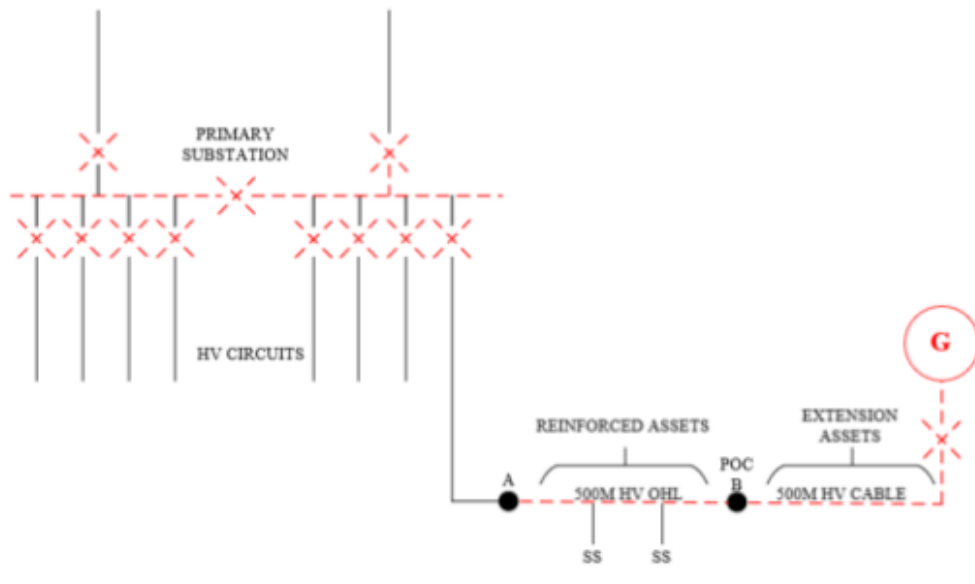 PRIMARY
SUBSTATION
HV CIRCUITS
G
REINFORCED ASSETS
EXTENSION
ASSETS
A
POC
B
500M HV OHL
500M HV CABLE
SS
SS